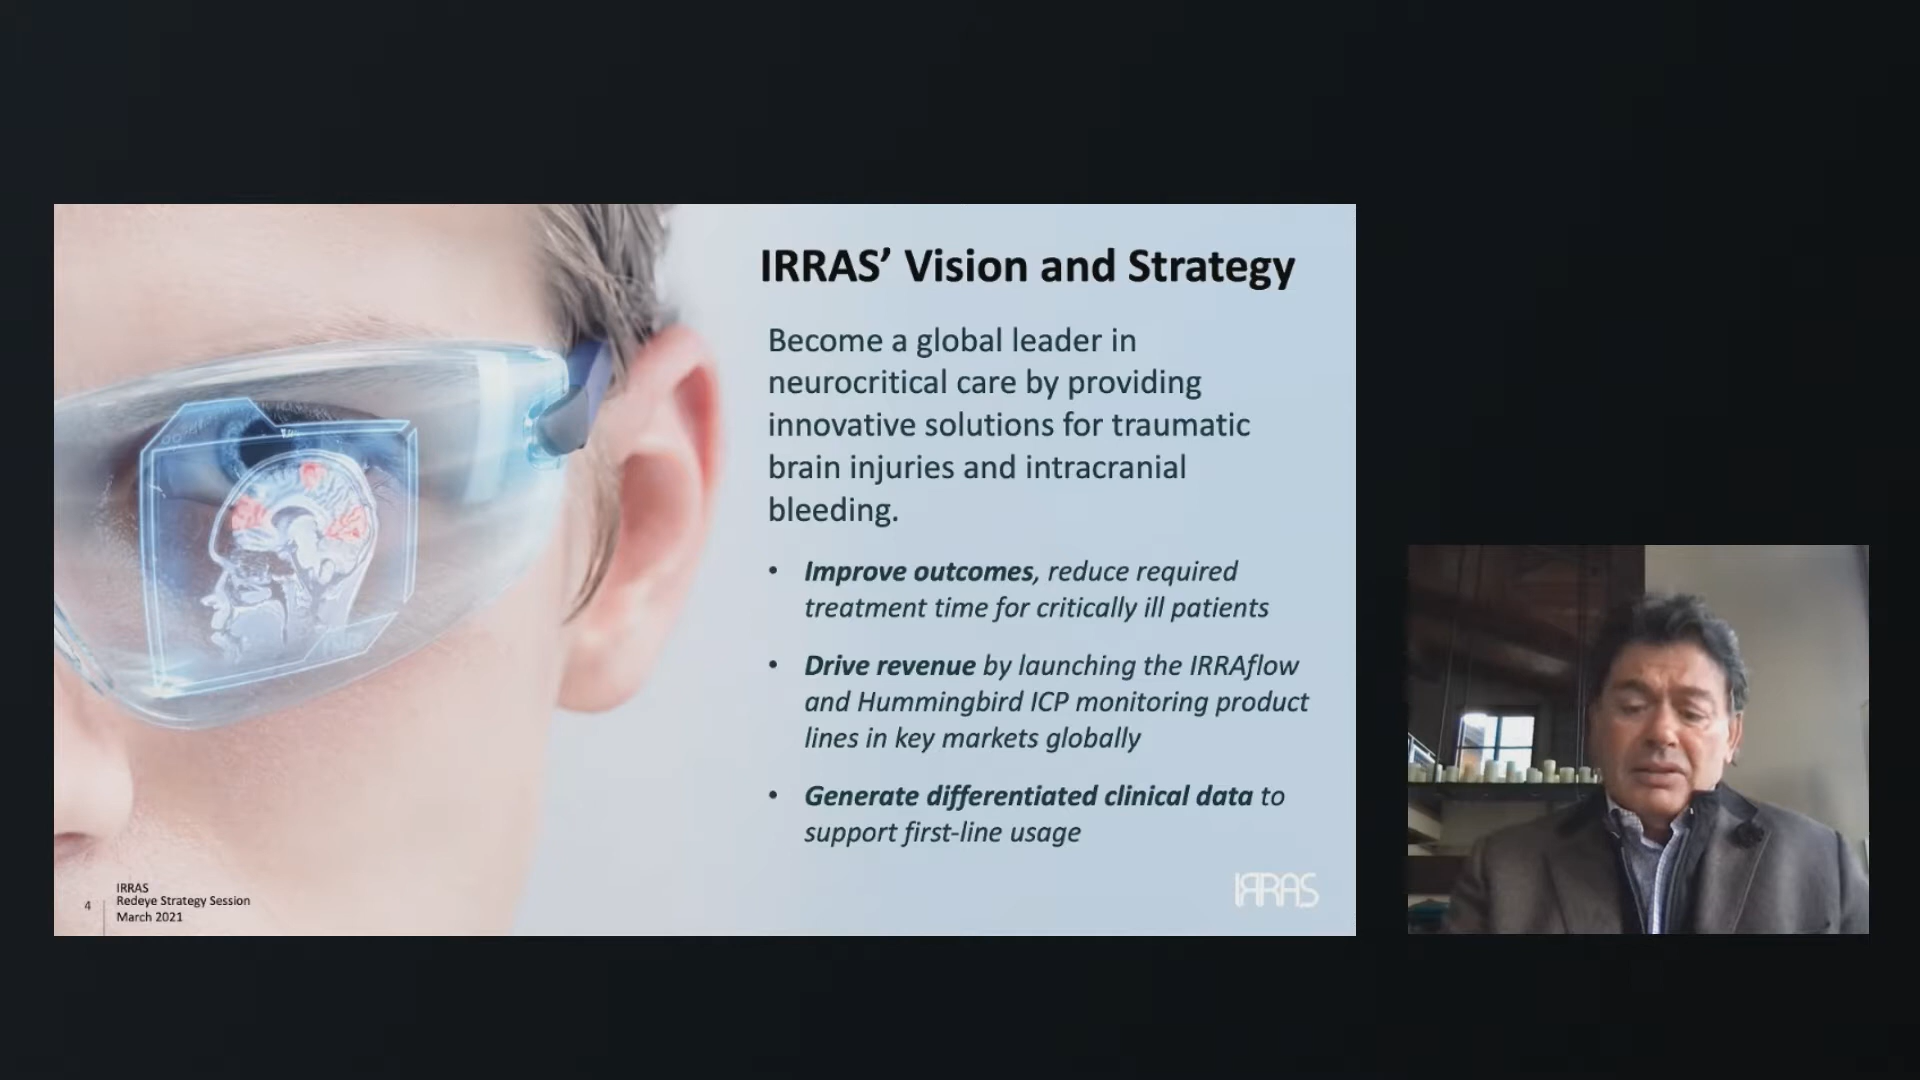 IRRAS’ Vision and Strategy
Become a global leader in
neurocritical care by providing
innovative solutions for traumatic
brain injuries and intracranial
bleeding.
• Improve outcomes, reduce required
treatment time for critically ill patients
• Drive revenue by launching the IRRAflow
and Hummingbird ICP monitoring product
lines in key markets globally
• Generate differentiated clinical data to
support first-line usage
IRRAS
4
IRRAS
Redeye Strategy Session
March 2021